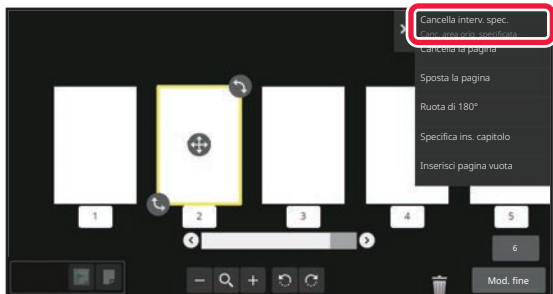 Cancella interv. spec.
Canc. area orig. specificata
Cancella la pagina
Sposta la pagina
Ruota di 180°
Specifica ins. capitolo
Inserisci pagina vuota
1
2
3
4
5
6
Mod. fine